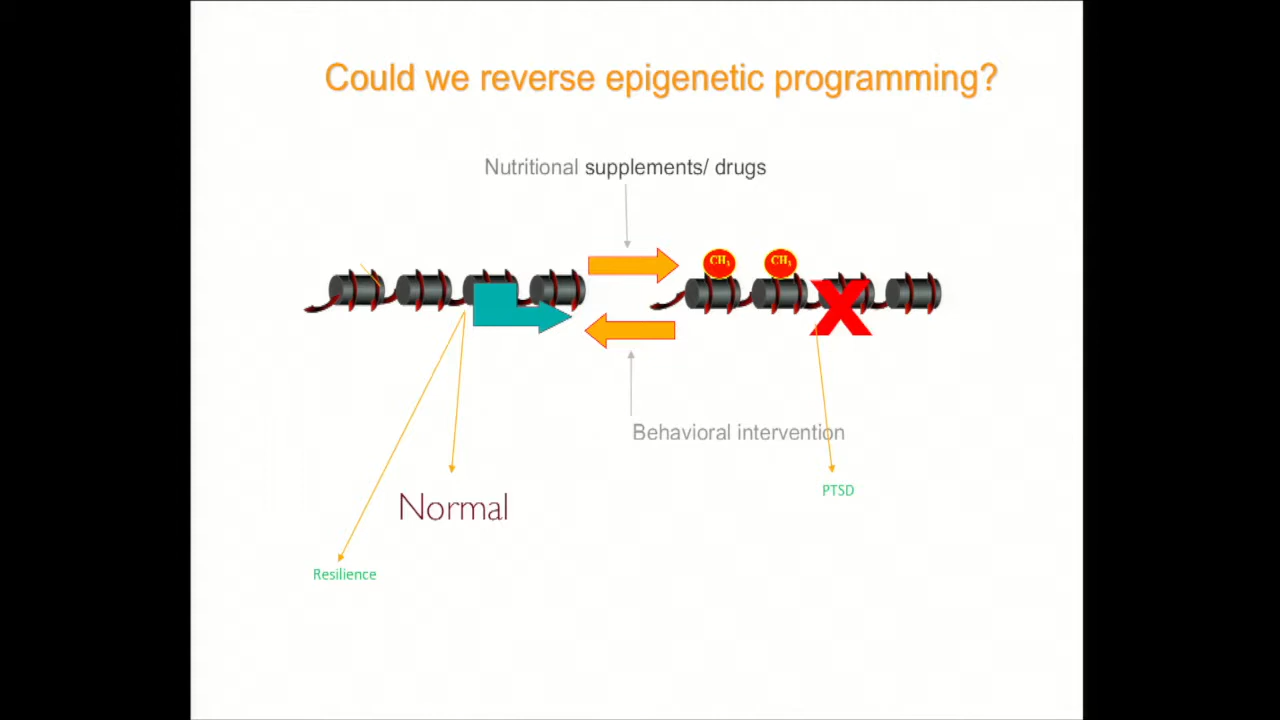 Could we reverse epigenetic programming?
Nutritional supplements/ drugs
CH3 CH3
X
Behavioral intervention
PTSD
Normal
Resilience